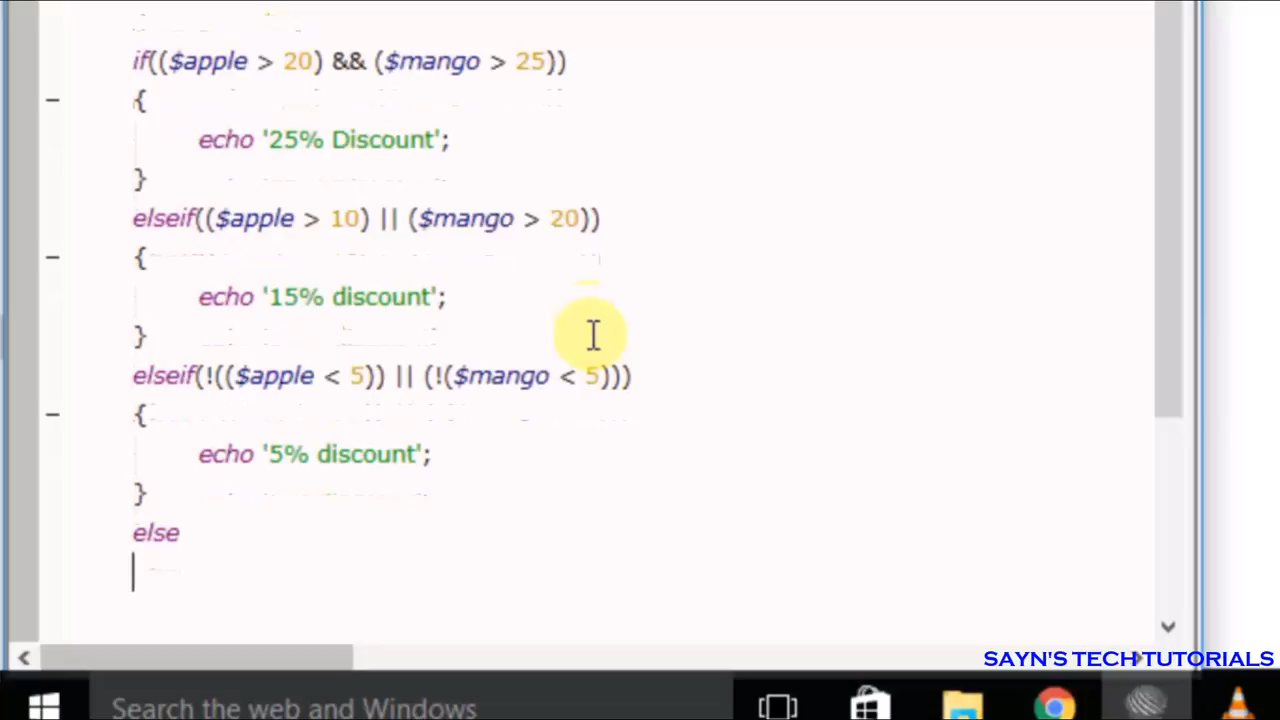 if(($apple > 20) && ($mango > 25))
{
echo '25% Discount';
}
elseif(($apple > 10) || ($mango > 20))
{
echo '15% discount';
}
elseif(!(($apple < 5)) || (!($mango < 5)))
{
echo '5% discount';
}
else
SAYN'S TECH TUTORIALS
Search the web and Windows